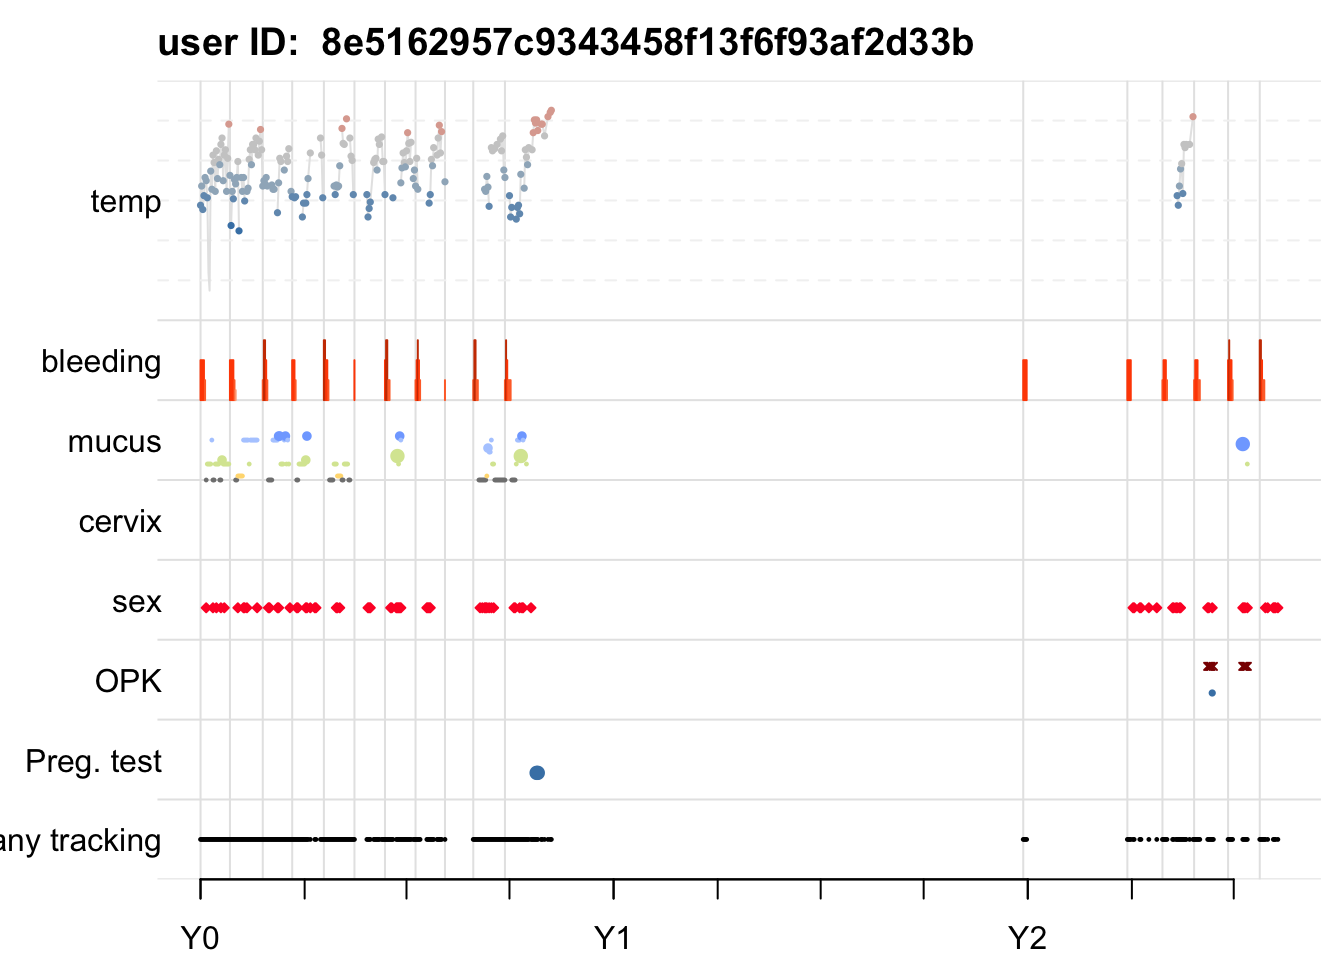 user ID:  8e5162957c9343458f13f6f93af2d33b
temp
bleeding
mucus
cervix
sex
OPK
Preg. test
any tracking
Y0 Y1 Y2